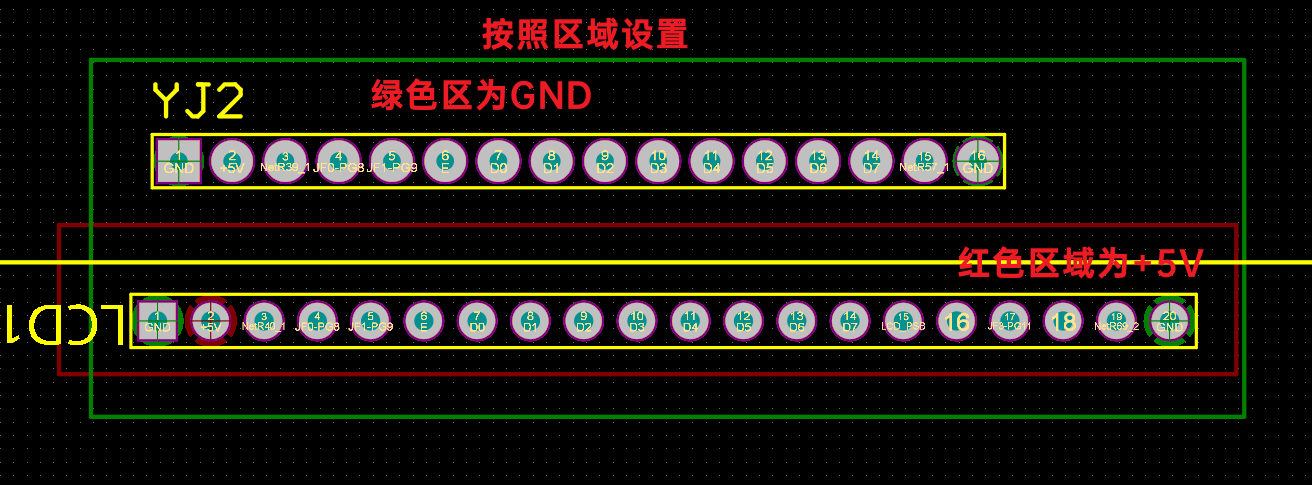 按照区域设置
绿色区为GND
YJ2
1 2 3 4 5 6 7 8 9 10 11 12 13 14 15 16
GND +5V NetR39_1 JF0-PG8 JF1-PG9 E D0 D1 D2 D3 D4 D5 D6 D7 NetR57_1 GND
红色区域为+5V
LCD1
1 2 3 4 5 6 7 8 9 10 11 12 13 14 15 16 17 18 19 20
GND +5V NetR40_1 JF0-PG8 JF1-PG9 E D0 D1 D2 D3 D4 D5 D6 D7 JF3-PG11 NetR69_2 GND